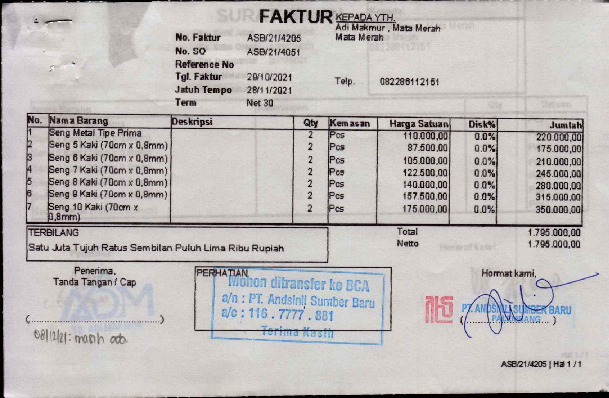 FAKTUR
KEPADA YTH.
Adi Makmur , Mata Merah
Mata Merah
No. Faktur ASB/21/4205
No. SO ASB/21/4051
Reference No
Tgl. Faktur 29/10/2021
Telp. 082286112151
Jatuh Tempo 28/11/2021
Term Net 30
No. Nama Barang Deskripsi Qty Kemasan Harga Satuan Disk% Jumlah
1 Seng Metal Tipe Prima 2 Pcs 110.000,00 0.0% 220.000,00
2 Seng 5 Kaki (70cm x 0,8mm) 2 Pcs 87.500,00 0.0% 175.000,00
3 Seng 6 Kaki (70cm x 0,8mm) 2 Pcs 105.000,00 0.0% 210.000,00
4 Seng 7 Kaki (70cm x 0,8mm) 2 Pcs 122.500,00 0.0% 245.000,00
5 Seng 8 Kaki (70cm x 0,8mm) 2 Pcs 140.000,00 0.0% 280.000,00
6 Seng 9 Kaki (70cm x 0,8mm) 2 Pcs 157.500,00 0.0% 315.000,00
7 Seng 10 Kaki (70cm x 2 Pcs 175.000,00 0.0% 350.000,00
0,8mm)
TERBILANG Total 1.795.000,00
Netto 1.795.000,00
Satu Juta Tujuh Ratus Sembilan Puluh Lima Ribu Rupiah
Penerima,
Tanda Tangan / Cap
PERHATIAN
Mohon ditransfer ke BCA
a/n : PT. Andsinli Sumber Baru
a/c : 116 . 7777 . 881
Terima Kasih
Hormat kami,
PT. ANDSINLI SUMBER BARU
PALEMBANG
08/12/21: masih ada
ASB/21/4205 | Hal 1 / 1